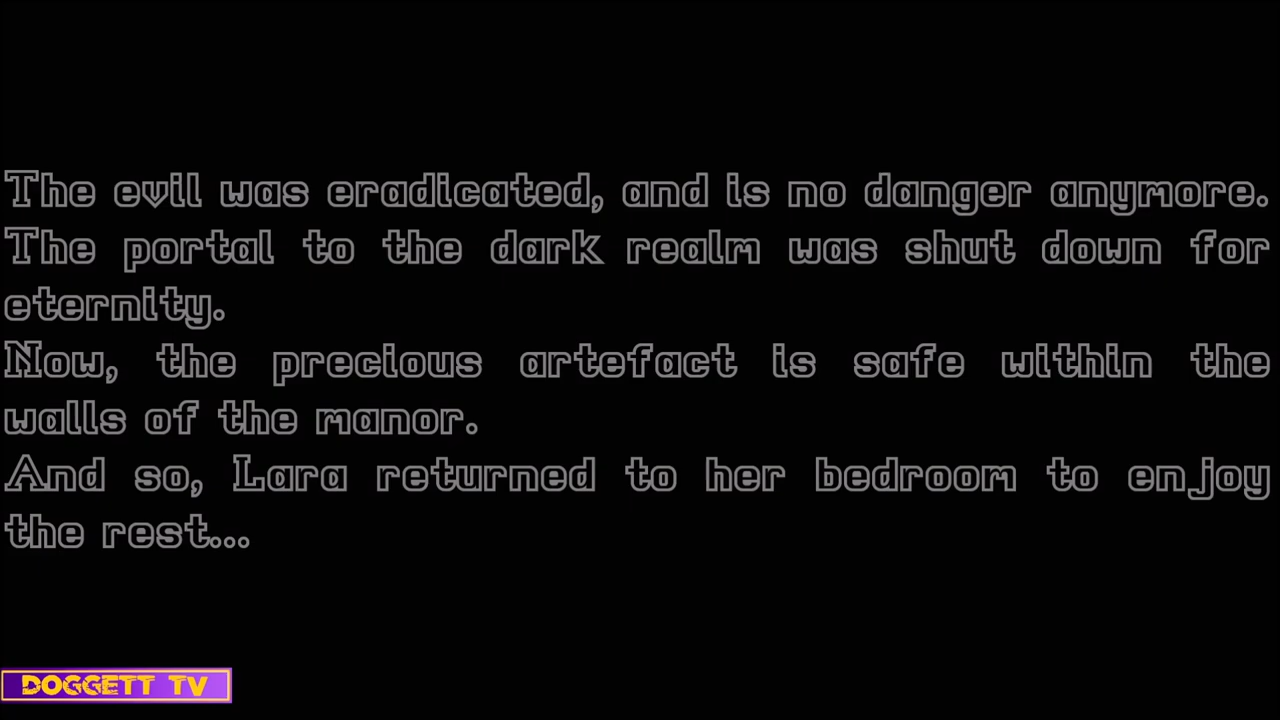 The evil was eradicated, and is no danger anymore.
The portal to the dark realm was shut down for
eternity.
Now, the precious artefact is safe within the
walls of the manor.
And so, Lara returned to her bedroom to enjoy
the rest...
DOGGETT TV